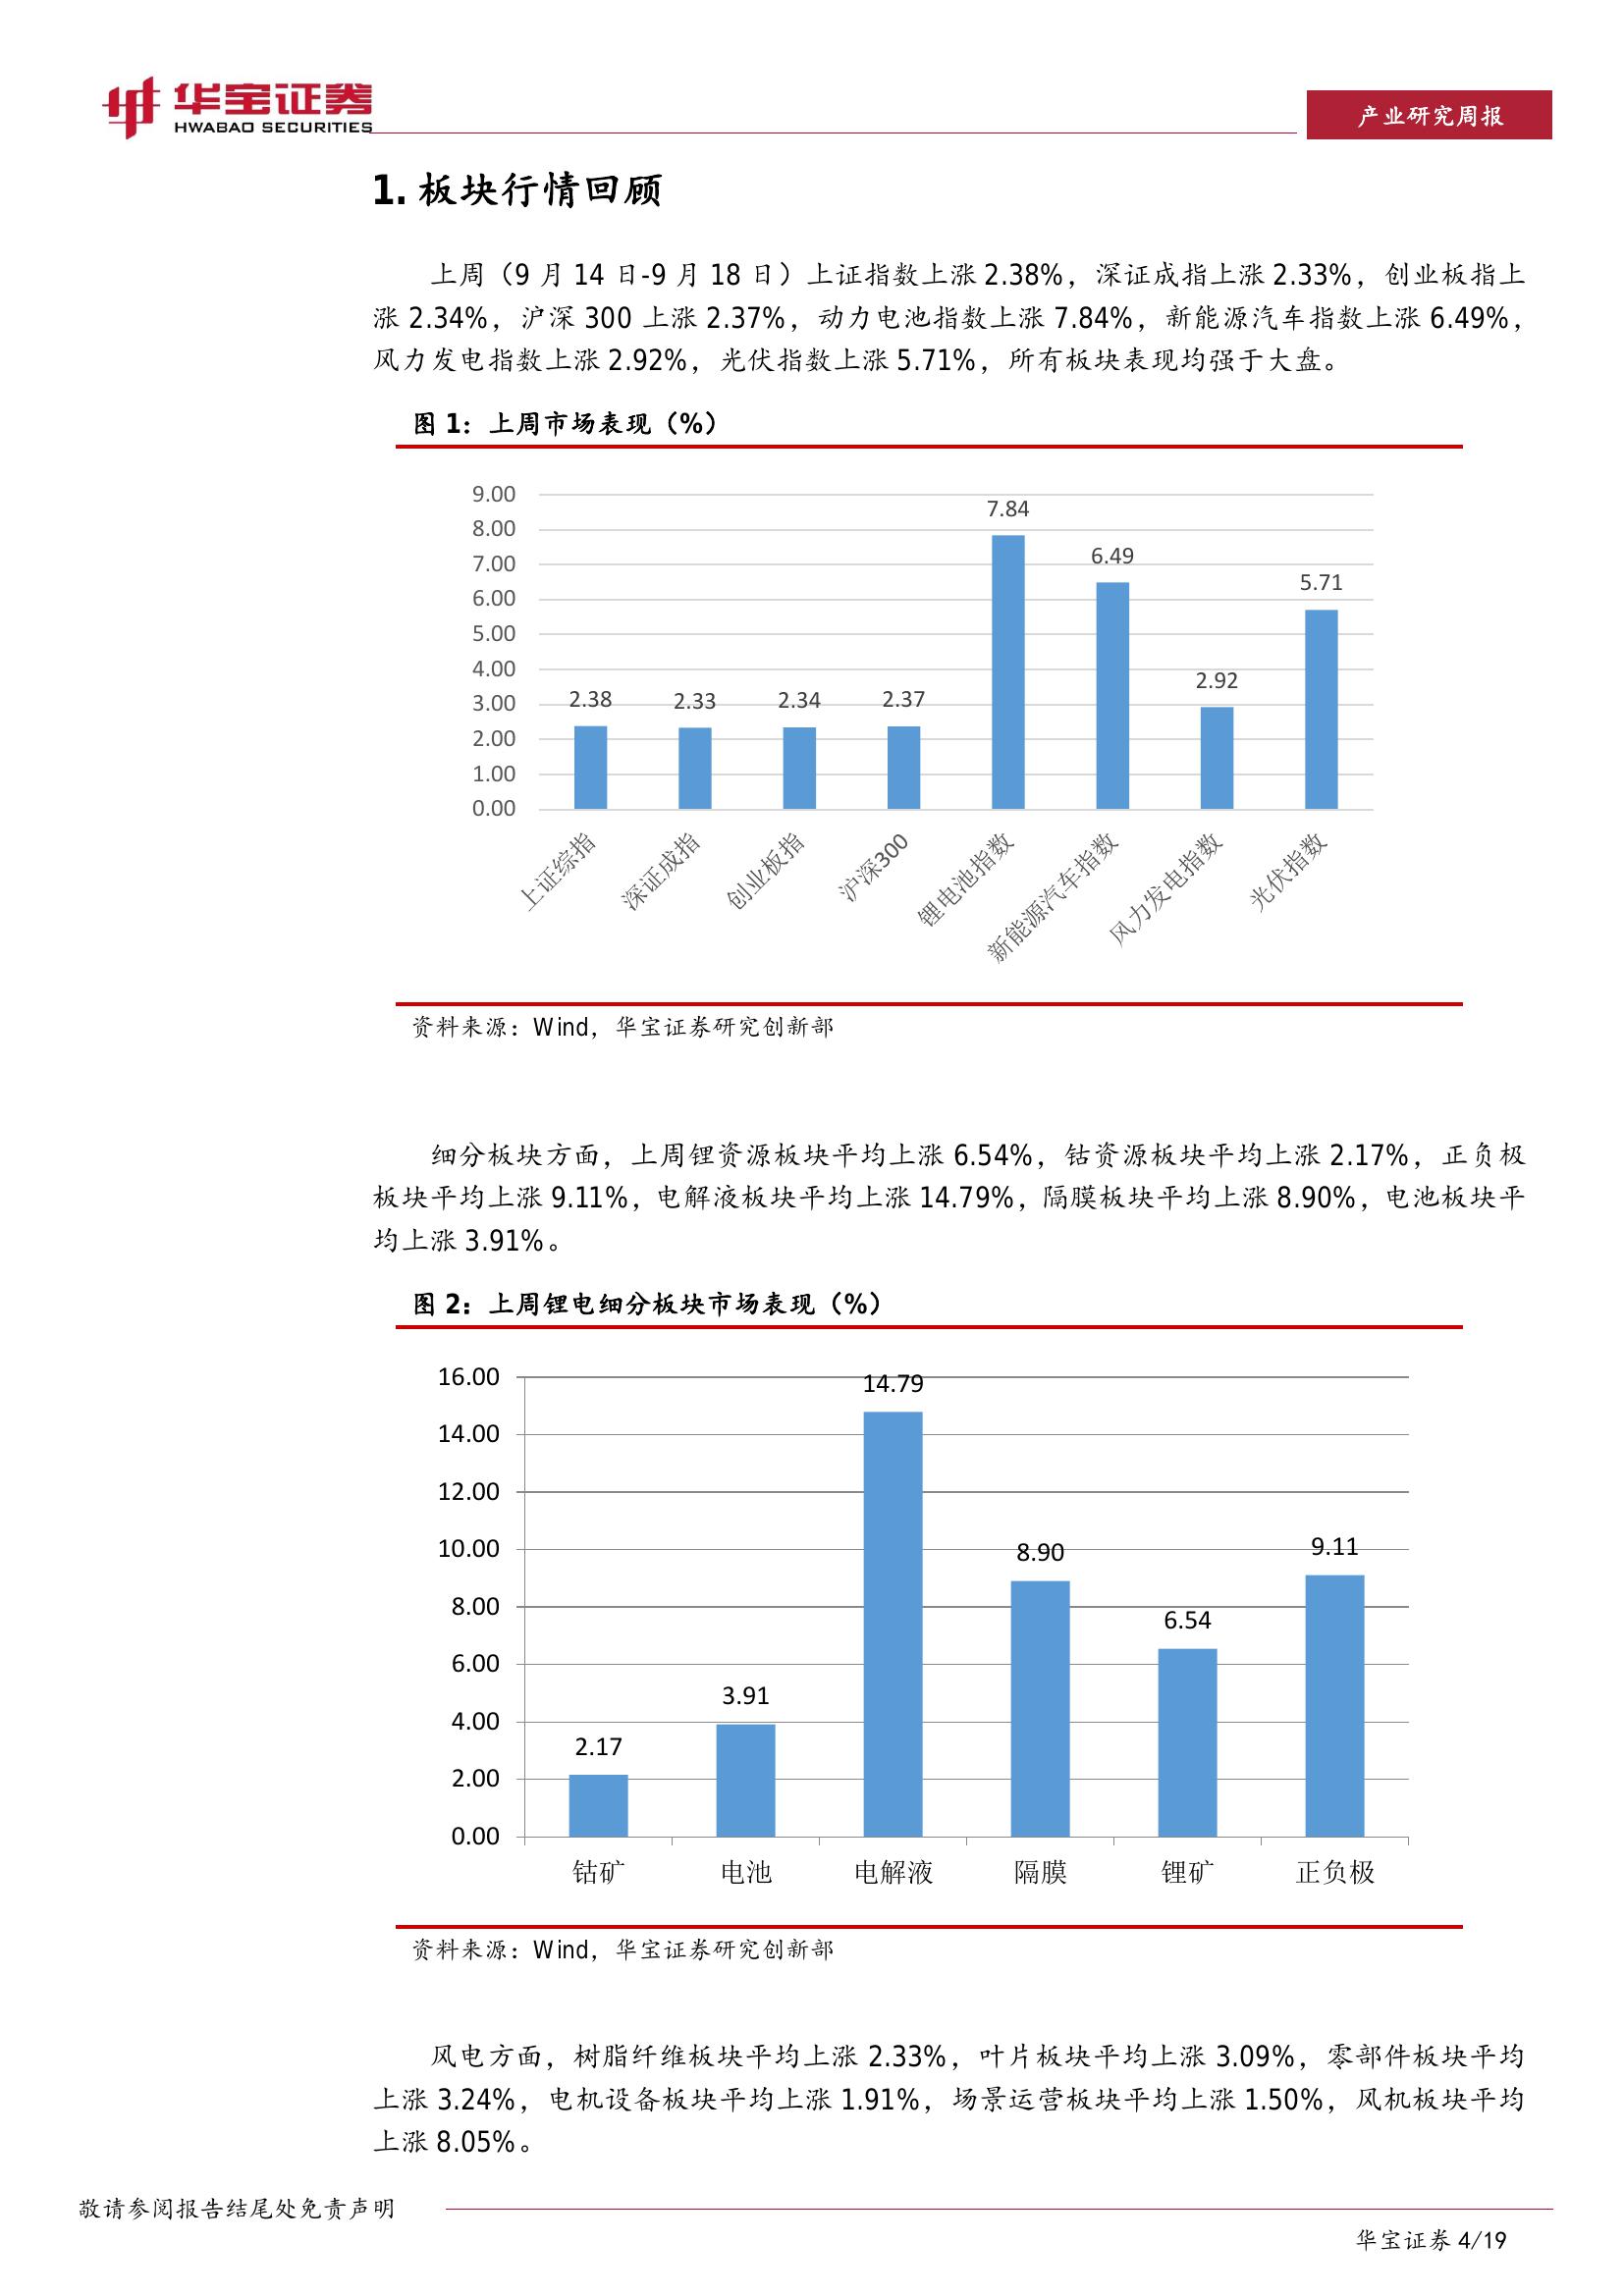 华宝证券
HWABAO SECURITIES
产业研究周报
1. 板块行情回顾
上周（9 月 14 日-9 月 18 日）上证指数上涨 2.38%，深证成指上涨 2.33%，创业板指上
涨 2.34%，沪深 300 上涨 2.37%，动力电池指数上涨 7.84%，新能源汽车指数上涨 6.49%，
风力发电指数上涨 2.92%，光伏指数上涨 5.71%，所有板块表现均强于大盘。
图 1：上周市场表现（%）
9.00
8.00
7.00
6.00
5.00
4.00
3.00
2.00
1.00
0.00
2.38
2.33
2.34
2.37
7.84
6.49
2.92
5.71
上证综指
深证成指
创业板指
沪深300
锂电池指数
新能源汽车指数
风力发电指数
光伏指数
资料来源：Wind，华宝证券研究创新部
细分板块方面，上周锂资源板块平均上涨 6.54%，钴资源板块平均上涨 2.17%，正负极
板块平均上涨 9.11%，电解液板块平均上涨 14.79%，隔膜板块平均上涨 8.90%，电池板块平
均上涨 3.91%。
图 2：上周锂电细分板块市场表现（%）
16.00
14.00
12.00
10.00
8.00
6.00
4.00
2.00
0.00
2.17
3.91
14.79
8.90
6.54
9.11
钴矿
电池
电解液
隔膜
锂矿
正负极
资料来源：Wind，华宝证券研究创新部
风电方面，树脂纤维板块平均上涨 2.33%，叶片板块平均上涨 3.09%，零部件板块平均
上涨 3.24%，电机设备板块平均上涨 1.91%，场景运营板块平均上涨 1.50%，风机板块平均
上涨 8.05%。
敬请参阅报告结尾处免责声明
华宝证券 4/19